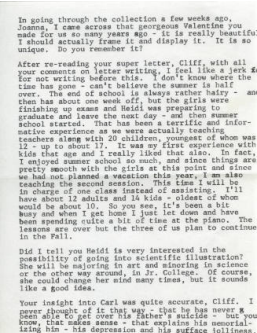 In going through the collection a few weeks ago,
Joanna, I came across that georgeous Valentine you
made for us so many years ago - it is really beautiful
I should actually frame it and display it. It is so
unique. Do you remember it?
After re-reading your super letter, Cliff, with all
your comments on letter writing, I feel like a jerk
for not writing before this. I don't know where the
time has gone - can't believe the summer is half
over. The end of school is always rather hairy - and
then has about one week off, but the girls were
finishing up exams and Heidi was preparing to
graduate and leave the next day - and then summer
school started. That has been a terrific and infor-
native experience as we were actually teaching
teachers along with 20 children, youngest of whom was
12 - up to about 17. It was my first experience with
kids that age and I really liked that also. In fact,
I enjoyed summer school so much, and since things are
pretty smooth with the girls at this point and since
we had not planned a vacation this year, I am also
teaching the second session. This time I will be
in charge of one class instead of assisting. I'll
have about 12 adults and 14 kids - oldest of whom
would be about 10. So you see, it's been a bit
busy and when I get home I just let down and have
been spending quite a bit of time at the piano. The
lessons are over but the three of us plan to continue
in the Fall.
Did I tell you Heidi is very interested in the
possibility of going into scientific illustration?
She will be majoring in art and minoring in science
or the other way around, in Jr. College. Of course,
she could change her mind many times, but it sounds
like a good idea.
Your insight into Carl was quite accurate, Cliff. I
never thought of it that way - that he has never
been able to get over his father's suicide - but you
know, that makes sense - that explains his memorial-
izing him - his depression and his surface jolliness